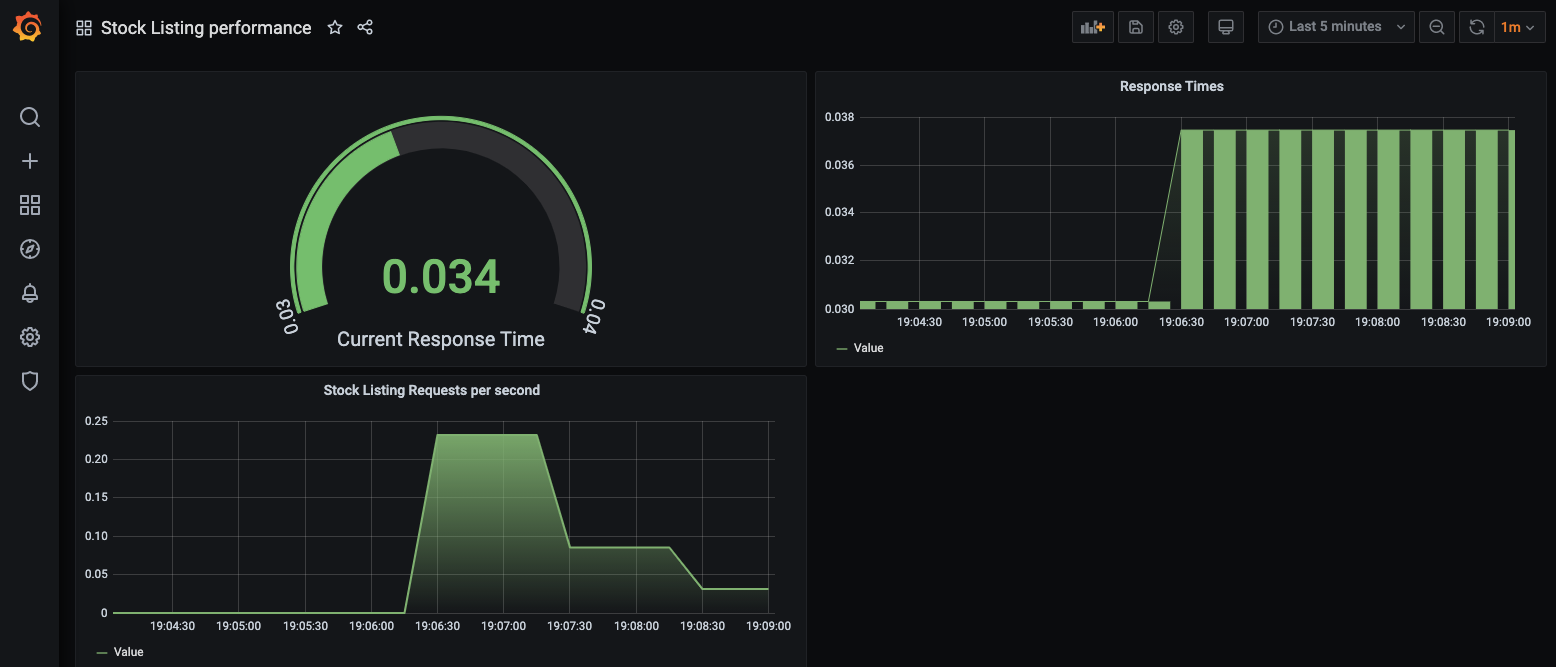 Stock Listing performance
Last 5 minutes
1m
0.034
0.03
0.04
Current Response Time
Response Times
0.038
0.036
0.034
0.032
0.030
19:04:30 19:05:00 19:05:30 19:06:00 19:06:30 19:07:00 19:07:30 19:08:00 19:08:30 19:09:00
Value
Stock Listing Requests per second
0.25
0.20
0.15
0.10
0.05
0
19:04:30 19:05:00 19:05:30 19:06:00 19:06:30 19:07:00 19:07:30 19:08:00 19:08:30 19:09:00
Value